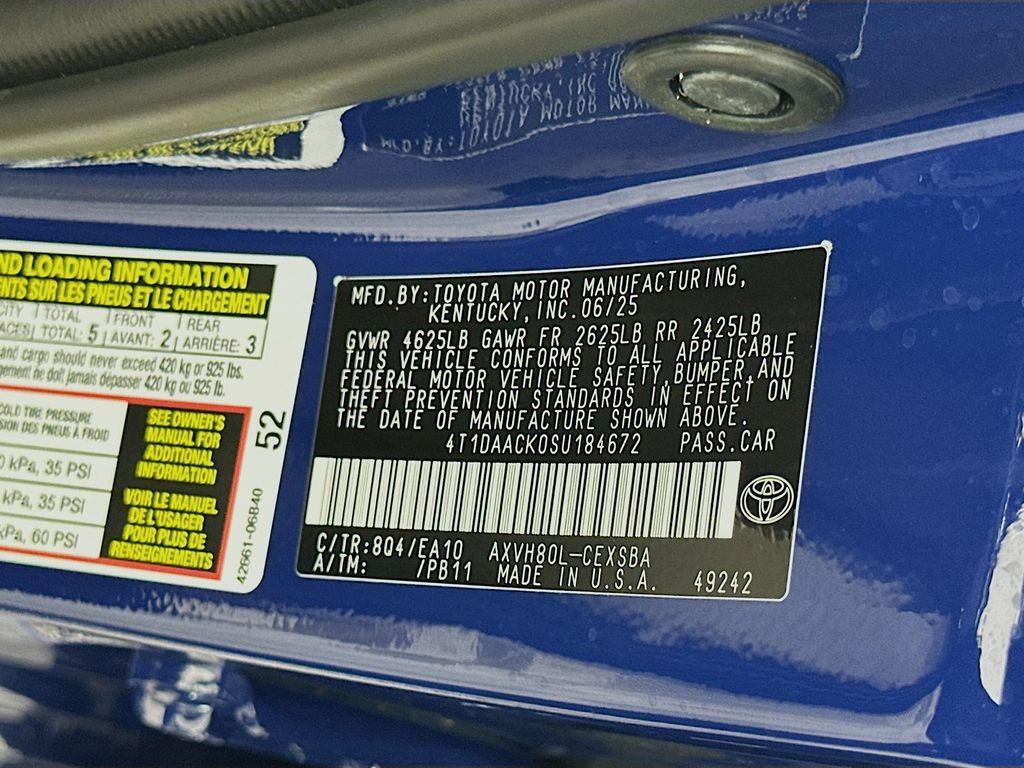 ND LOADING INFORMATION
ENTS SUR LES PNEUS ET LE CHARGEMENT
TOTAL FRONT REAR
TOTAL: 5 AVANT: 2 ARRIÈRE: 3
and cargo should never exceed 420 kg or 925 lbs.
gement ne doit jamais dépasser 420 kg ou 925 lb.
COLD TIRE PRESSURE
SION DES PNEUS À FROID
0 kPa, 35 PSI
kPa, 35 PSI
kPa, 60 PSI
SEE OWNER'S
MANUAL FOR
ADDITIONAL
INFORMATION
VOIR LE MANUEL
DE L'USAGER
POUR PLUS DE
RENSEIGNEMENTS
52
42661-06B40
MFD. BY: TOYOTA MOTOR MANUFACTURING,
KENTUCKY, INC. 06/25
GVWR 4625LB GAWR FR 2625LB RR 2425LB
THIS VEHICLE CONFORMS TO ALL APPLICABLE
FEDERAL MOTOR VEHICLE SAFETY, BUMPER, AND
THEFT PREVENTION STANDARDS IN EFFECT ON
THE DATE OF MANUFACTURE SHOWN ABOVE.
4T1DAACK0SU184672 PASS.CAR
C/TR:8Q4/EA10 AXVH80L-CEXSBA
A/TM: /PB11 MADE IN U.S.A. 49242